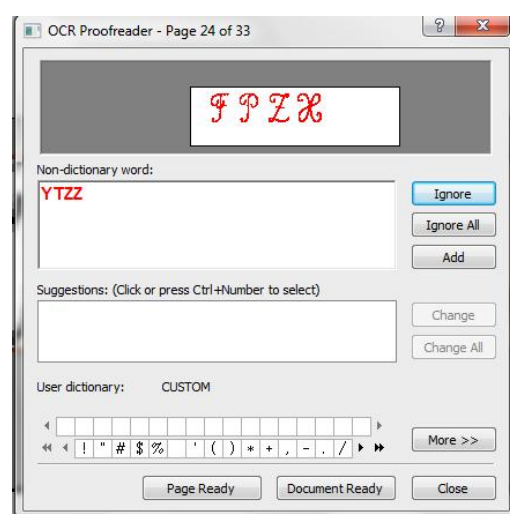 OCR Proofreader - Page 24 of 33
ℱ 𝒫 Z ℋ
Non-dictionary word:
YTZZ
Ignore
Ignore All
Add
Suggestions: (Click or press Ctrl+Number to select)
Change
Change All
User dictionary: CUSTOM
! " # $ % ' ( ) * + , - . /
More >>
Page Ready Document Ready Close